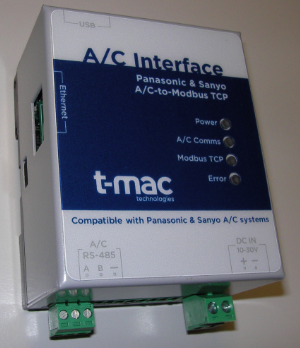 USB
A/C Interface
Panasonic & Sanyo
A/C-to-Modbus TCP
Ethernet
Power
A/C Comms
Modbus TCP
Error
t-mac
technologies
Compatible with Panasonic & Sanyo A/C systems
A/C
RS-485
A B −
DC IN
10-30V
+ −